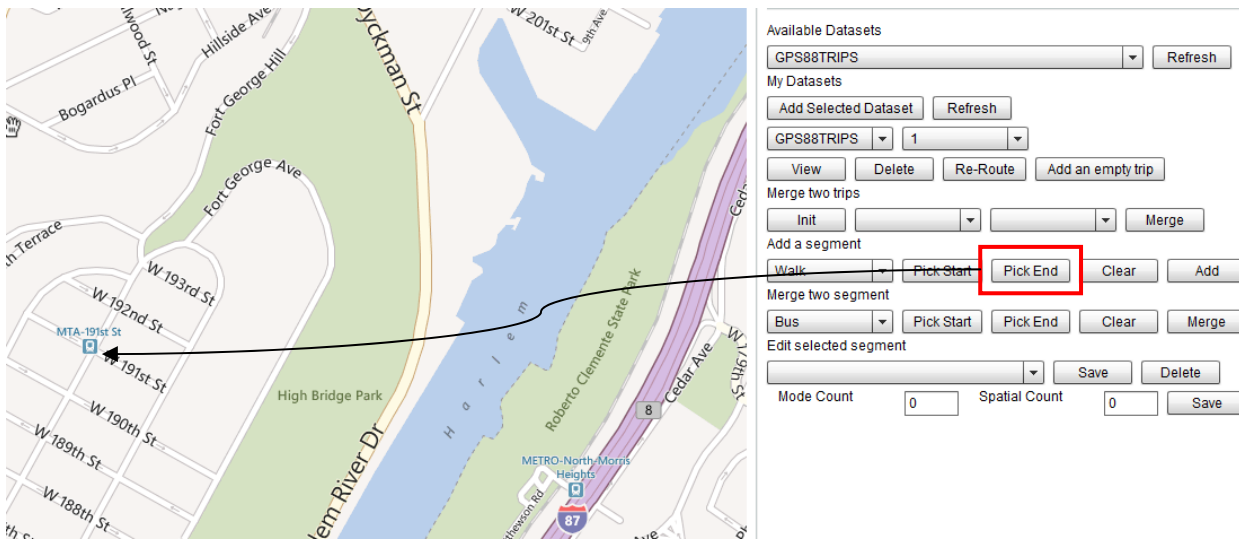 Hillside Ave
W 201st St
9th Ave
Dyckman St
Bogardus Pl
Fort George Hill
Fort George Ave
Terrace
W 193rd St
W 192nd St
MTA-191st St
W 191st St
W 190th St
W 189th St
W 188th St
High Bridge Park
Harlem
Roberto Clemente State Park
Cedar Ave
8
W 179th St
METRO-North-Morris
Heights
87
Available Datasets
GPS88TRIPS
Refresh
My Datasets
Add Selected Dataset
Refresh
GPS88TRIPS
1
View
Delete
Re-Route
Add an empty trip
Merge two trips
Init
Merge
Add a segment
Walk
Pick Start
Pick End
Clear
Add
Merge two segment
Bus
Pick Start
Pick End
Clear
Merge
Edit selected segment
Save
Delete
Mode Count
0
Spatial Count
0
Save